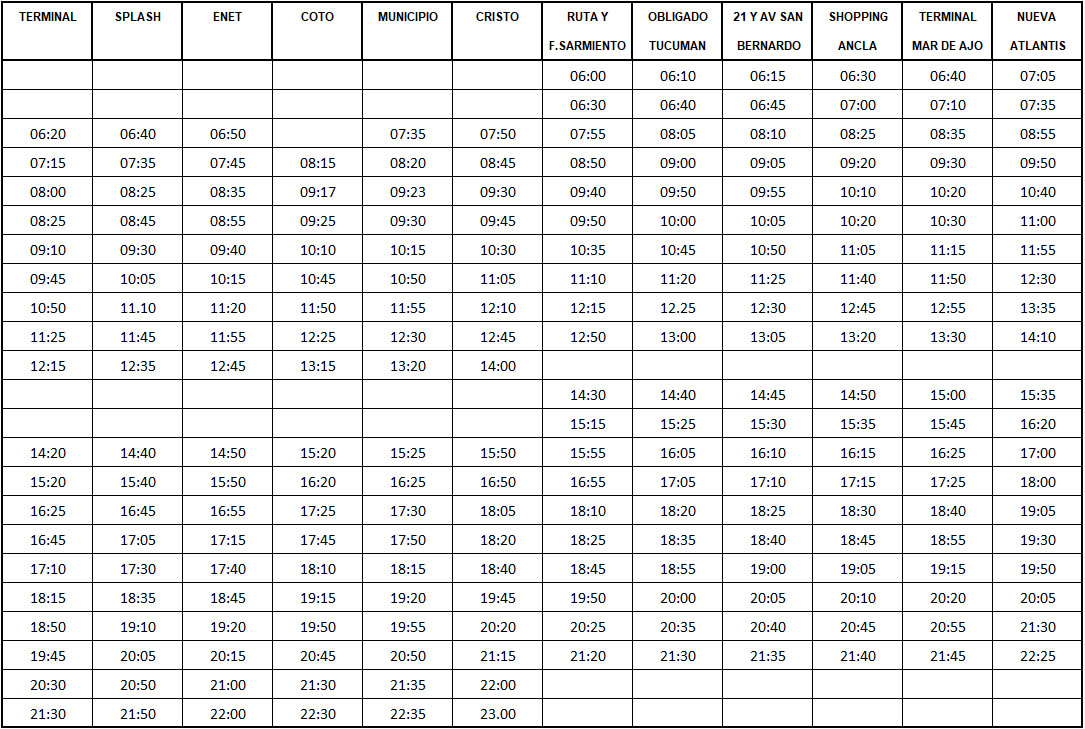 TERMINAL SPLASH ENET COTO MUNICIPIO CRISTO RUTA Y OBLIGADO 21 Y AV SAN SHOPPING TERMINAL NUEVA
F.SARMIENTO TUCUMAN BERNARDO ANCLA MAR DE AJO ATLANTIS
06:00 06:10 06:15 06:30 06:40 07:05
06:30 06:40 06:45 07:00 07:10 07:35
06:20 06:40 06:50 07:35 07:50 07:55 08:05 08:10 08:25 08:35 08:55
07:15 07:35 07:45 08:15 08:20 08:45 08:50 09:00 09:05 09:20 09:30 09:50
08:00 08:25 08:35 09:17 09:23 09:30 09:40 09:50 09:55 10:10 10:20 10:40
08:25 08:45 08:55 09:25 09:30 09:45 09:50 10:00 10:05 10:20 10:30 11:00
09:10 09:30 09:40 10:10 10:15 10:30 10:35 10:45 10:50 11:05 11:15 11:55
09:45 10:05 10:15 10:45 10:50 11:05 11:10 11:20 11:25 11:40 11:50 12:30
10:50 11.10 11:20 11:50 11:55 12:10 12:15 12.25 12:30 12:45 12:55 13:35
11:25 11:45 11:55 12:25 12:30 12:45 12:50 13:00 13:05 13:20 13:30 14:10
12:15 12:35 12:45 13:15 13:20 14:00
14:30 14:40 14:45 14:50 15:00 15:35
15:15 15:25 15:30 15:35 15:45 16:20
14:20 14:40 14:50 15:20 15:25 15:50 15:55 16:05 16:10 16:15 16:25 17:00
15:20 15:40 15:50 16:20 16:25 16:50 16:55 17:05 17:10 17:15 17:25 18:00
16:25 16:45 16:55 17:25 17:30 18:05 18:10 18:20 18:25 18:30 18:40 19:05
16:45 17:05 17:15 17:45 17:50 18:20 18:25 18:35 18:40 18:45 18:55 19:30
17:10 17:30 17:40 18:10 18:15 18:40 18:45 18:55 19:00 19:05 19:15 19:50
18:15 18:35 18:45 19:15 19:20 19:45 19:50 20:00 20:05 20:10 20:20 20:05
18:50 19:10 19:20 19:50 19:55 20:20 20:25 20:35 20:40 20:45 20:55 21:30
19:45 20:05 20:15 20:45 20:50 21:15 21:20 21:30 21:35 21:40 21:45 22:25
20:30 20:50 21:00 21:30 21:35 22:00
21:30 21:50 22:00 22:30 22:35 23.00